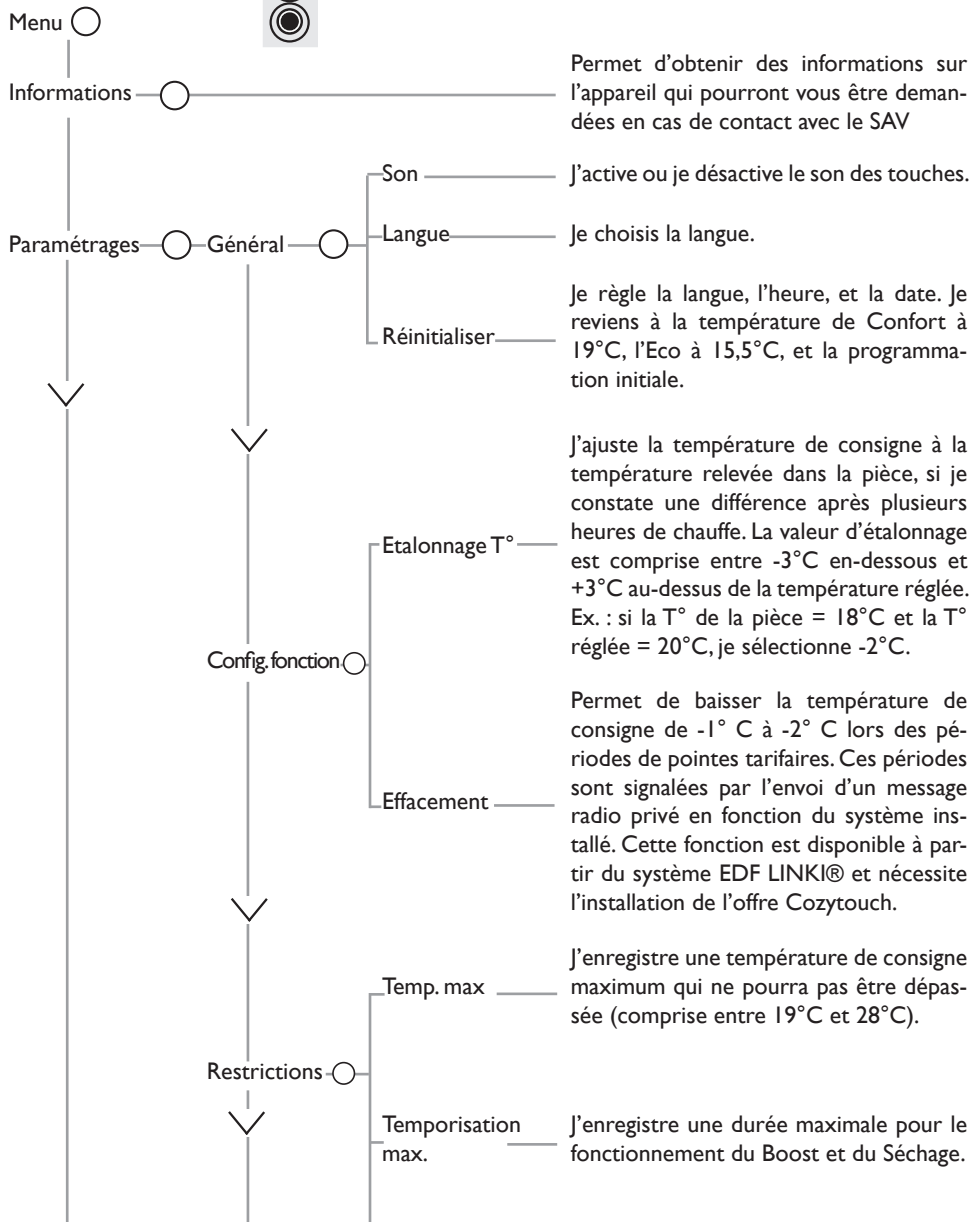 Menu
Informations
Permet d'obtenir des informations sur
l'appareil qui pourront vous être deman-
dées en cas de contact avec le SAV
Son
J'active ou je désactive le son des touches.
Paramétrages
Général
Langue
Je choisis la langue.
Réinitialiser
Je règle la langue, l'heure, et la date. Je
reviens à la température de Confort à
19°C, l'Eco à 15,5°C, et la programma-
tion initiale.
Etalonnage T°
J'ajuste la température de consigne à la
température relevée dans la pièce, si je
constate une différence après plusieurs
heures de chauffe. La valeur d'étalonnage
est comprise entre -3°C en-dessous et
+3°C au-dessus de la température réglée.
Ex. : si la T° de la pièce = 18°C et la T°
réglée = 20°C, je sélectionne -2°C.
Config. fonction
Effacement
Permet de baisser la température de
consigne de -1° C à -2° C lors des pé-
riodes de pointes tarifaires. Ces périodes
sont signalées par l'envoi d'un message
radio privé en fonction du système ins-
tallé. Cette fonction est disponible à par-
tir du système EDF LINKI® et nécessite
l'installation de l'offre Cozytouch.
Temp. max
J'enregistre une température de consigne
maximum qui ne pourra pas être dépas-
sée (comprise entre 19°C et 28°C).
Restrictions
Temporisation
max.
J'enregistre une durée maximale pour le
fonctionnement du Boost et du Séchage.